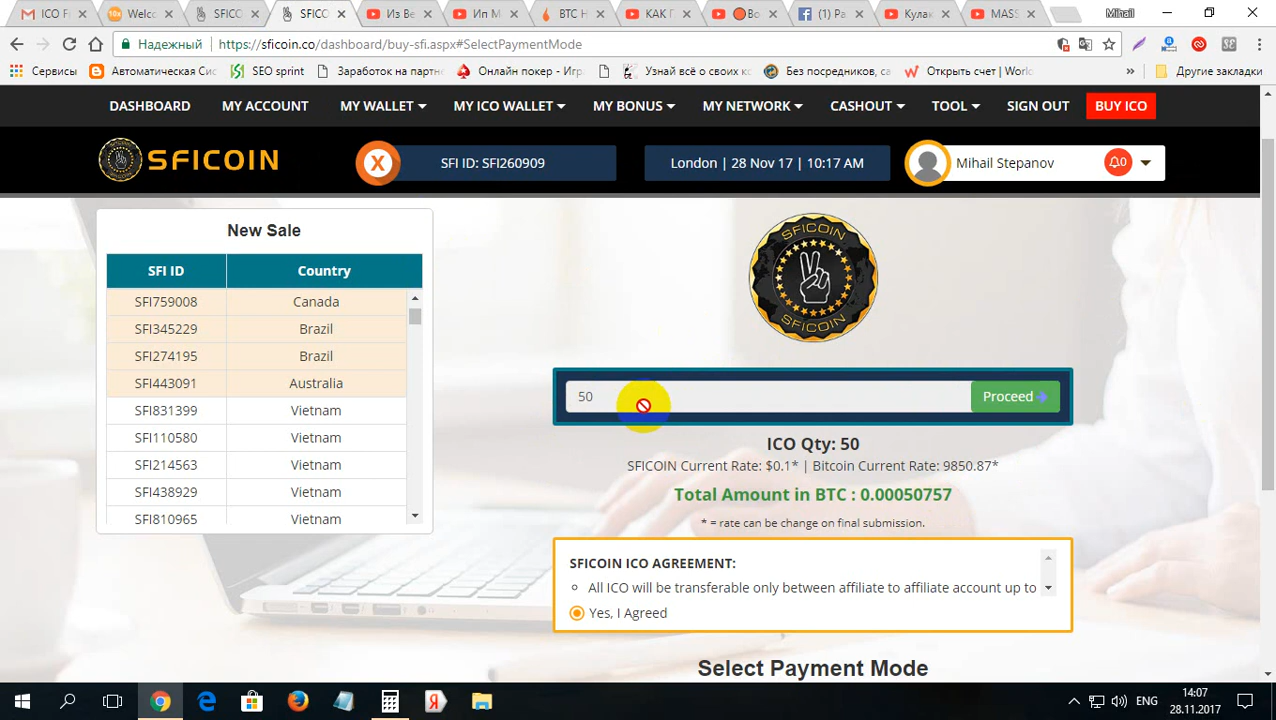 ICO F
Welco
SFICO
SFICO
Из Ве
Ип М
BTC H
КАК Г
Во
(1) Pa
Кулак
MASS
Mihail
Надежный
https://sficoin.co/dashboard/buy-sfi.aspx#SelectPaymentMode
Сервисы
Автоматическая Сис
SEO sprint
Заработок на партне
Онлайн покер - Игра
Узнай всё о своих ко
Без посредников, са
Открыть счет | Worl
»
Другие закладки
DASHBOARD
MY ACCOUNT
MY WALLET
MY ICO WALLET
MY BONUS
MY NETWORK
CASHOUT
TOOL
SIGN OUT
BUY ICO
SFICOIN
X
SFI ID: SFI260909
London | 28 Nov 17 | 10:17 AM
Mihail Stepanov
0
New Sale
SFI ID Country
SFI759008 Canada
SFI345229 Brazil
SFI274195 Brazil
SFI443091 Australia
SFI831399 Vietnam
SFI110580 Vietnam
SFI214563 Vietnam
SFI438929 Vietnam
SFI810965 Vietnam
SFICOIN
SFICOIN
50
Proceed
ICO Qty: 50
SFICOIN Current Rate: $0.1* | Bitcoin Current Rate: 9850.87*
Total Amount in BTC : 0.00050757
* = rate can be change on final submission.
SFICOIN ICO AGREEMENT:
All ICO will be transferable only between affiliate to affiliate account up to
Yes, I Agreed
Select Payment Mode
ENG
14:07
28.11.2017